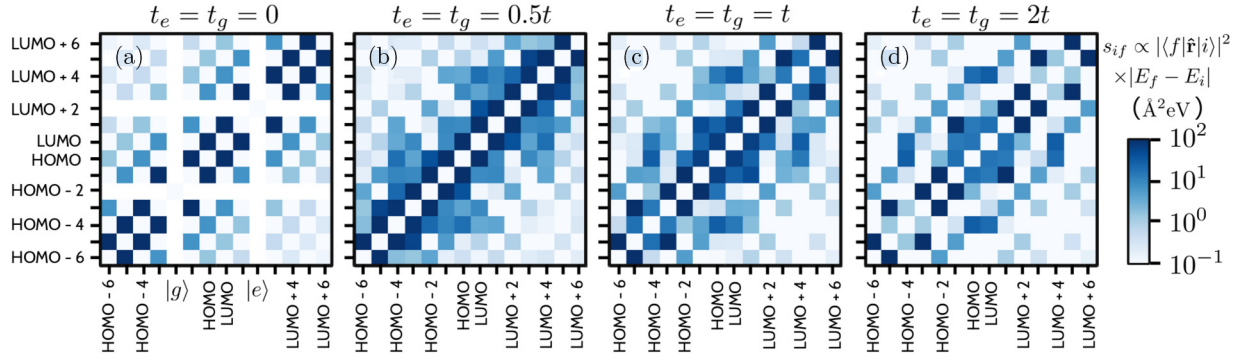 t_e = t_g = 0
t_e = t_g = 0.5t
t_e = t_g = t
t_e = t_g = 2t
(a)
(b)
(c)
(d)
LUMO + 6
LUMO + 4
LUMO + 2
LUMO
HOMO
HOMO - 2
HOMO - 4
HOMO - 6
HOMO - 6
HOMO - 4
|g⟩
HOMO
LUMO
|e⟩
LUMO + 4
LUMO + 6
HOMO - 6
HOMO - 4
HOMO - 2
HOMO
LUMO
LUMO + 2
LUMO + 4
LUMO + 6
HOMO - 6
HOMO - 4
HOMO - 2
HOMO
LUMO
LUMO + 2
LUMO + 4
LUMO + 6
HOMO - 6
HOMO - 4
HOMO - 2
HOMO
LUMO
LUMO + 2
LUMO + 4
LUMO + 6
s_{if} ∝ |⟨f|r̂|i⟩|²
×|E_f − E_i|
(Å²eV)
10²
10¹
10⁰
10⁻¹